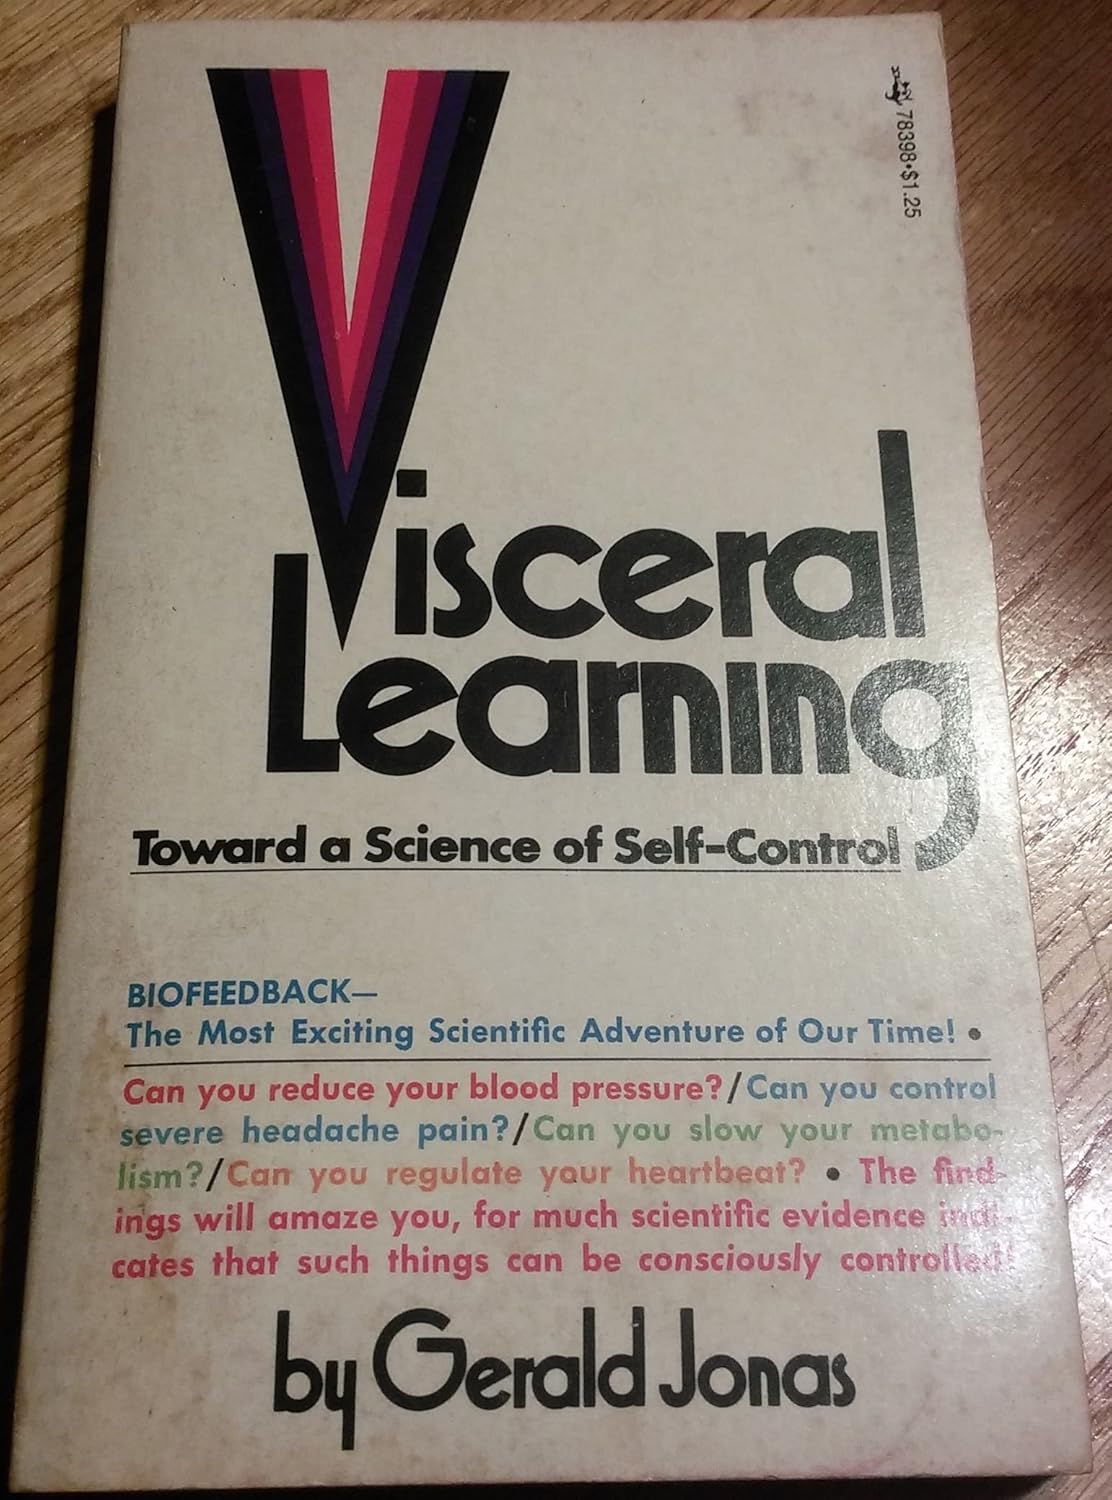 78398•$1.25
Visceral
Learning
Toward a Science of Self-Control
BIOFEEDBACK—
The Most Exciting Scientific Adventure of Our Time! •
Can you reduce your blood pressure?/Can you control
severe headache pain?/Can you slow your metabo-
lism?/Can you regulate your heartbeat? • The find-
ings will amaze you, for much scientific evidence indi-
cates that such things can be consciously controlled!
by Gerald Jonas